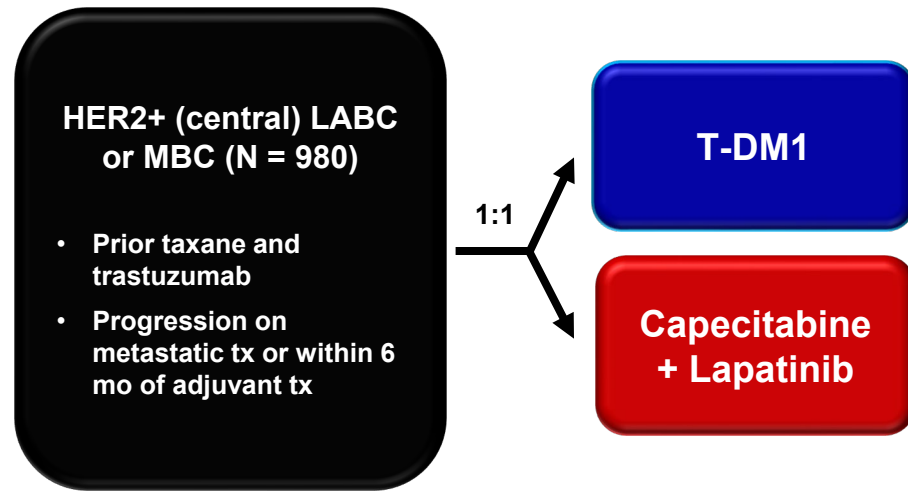 HER2+ (central) LABC
or MBC (N = 980)
• Prior taxane and
trastuzumab
• Progression on
metastatic tx or within 6
mo of adjuvant tx
1:1
T-DM1
Capecitabine
+ Lapatinib